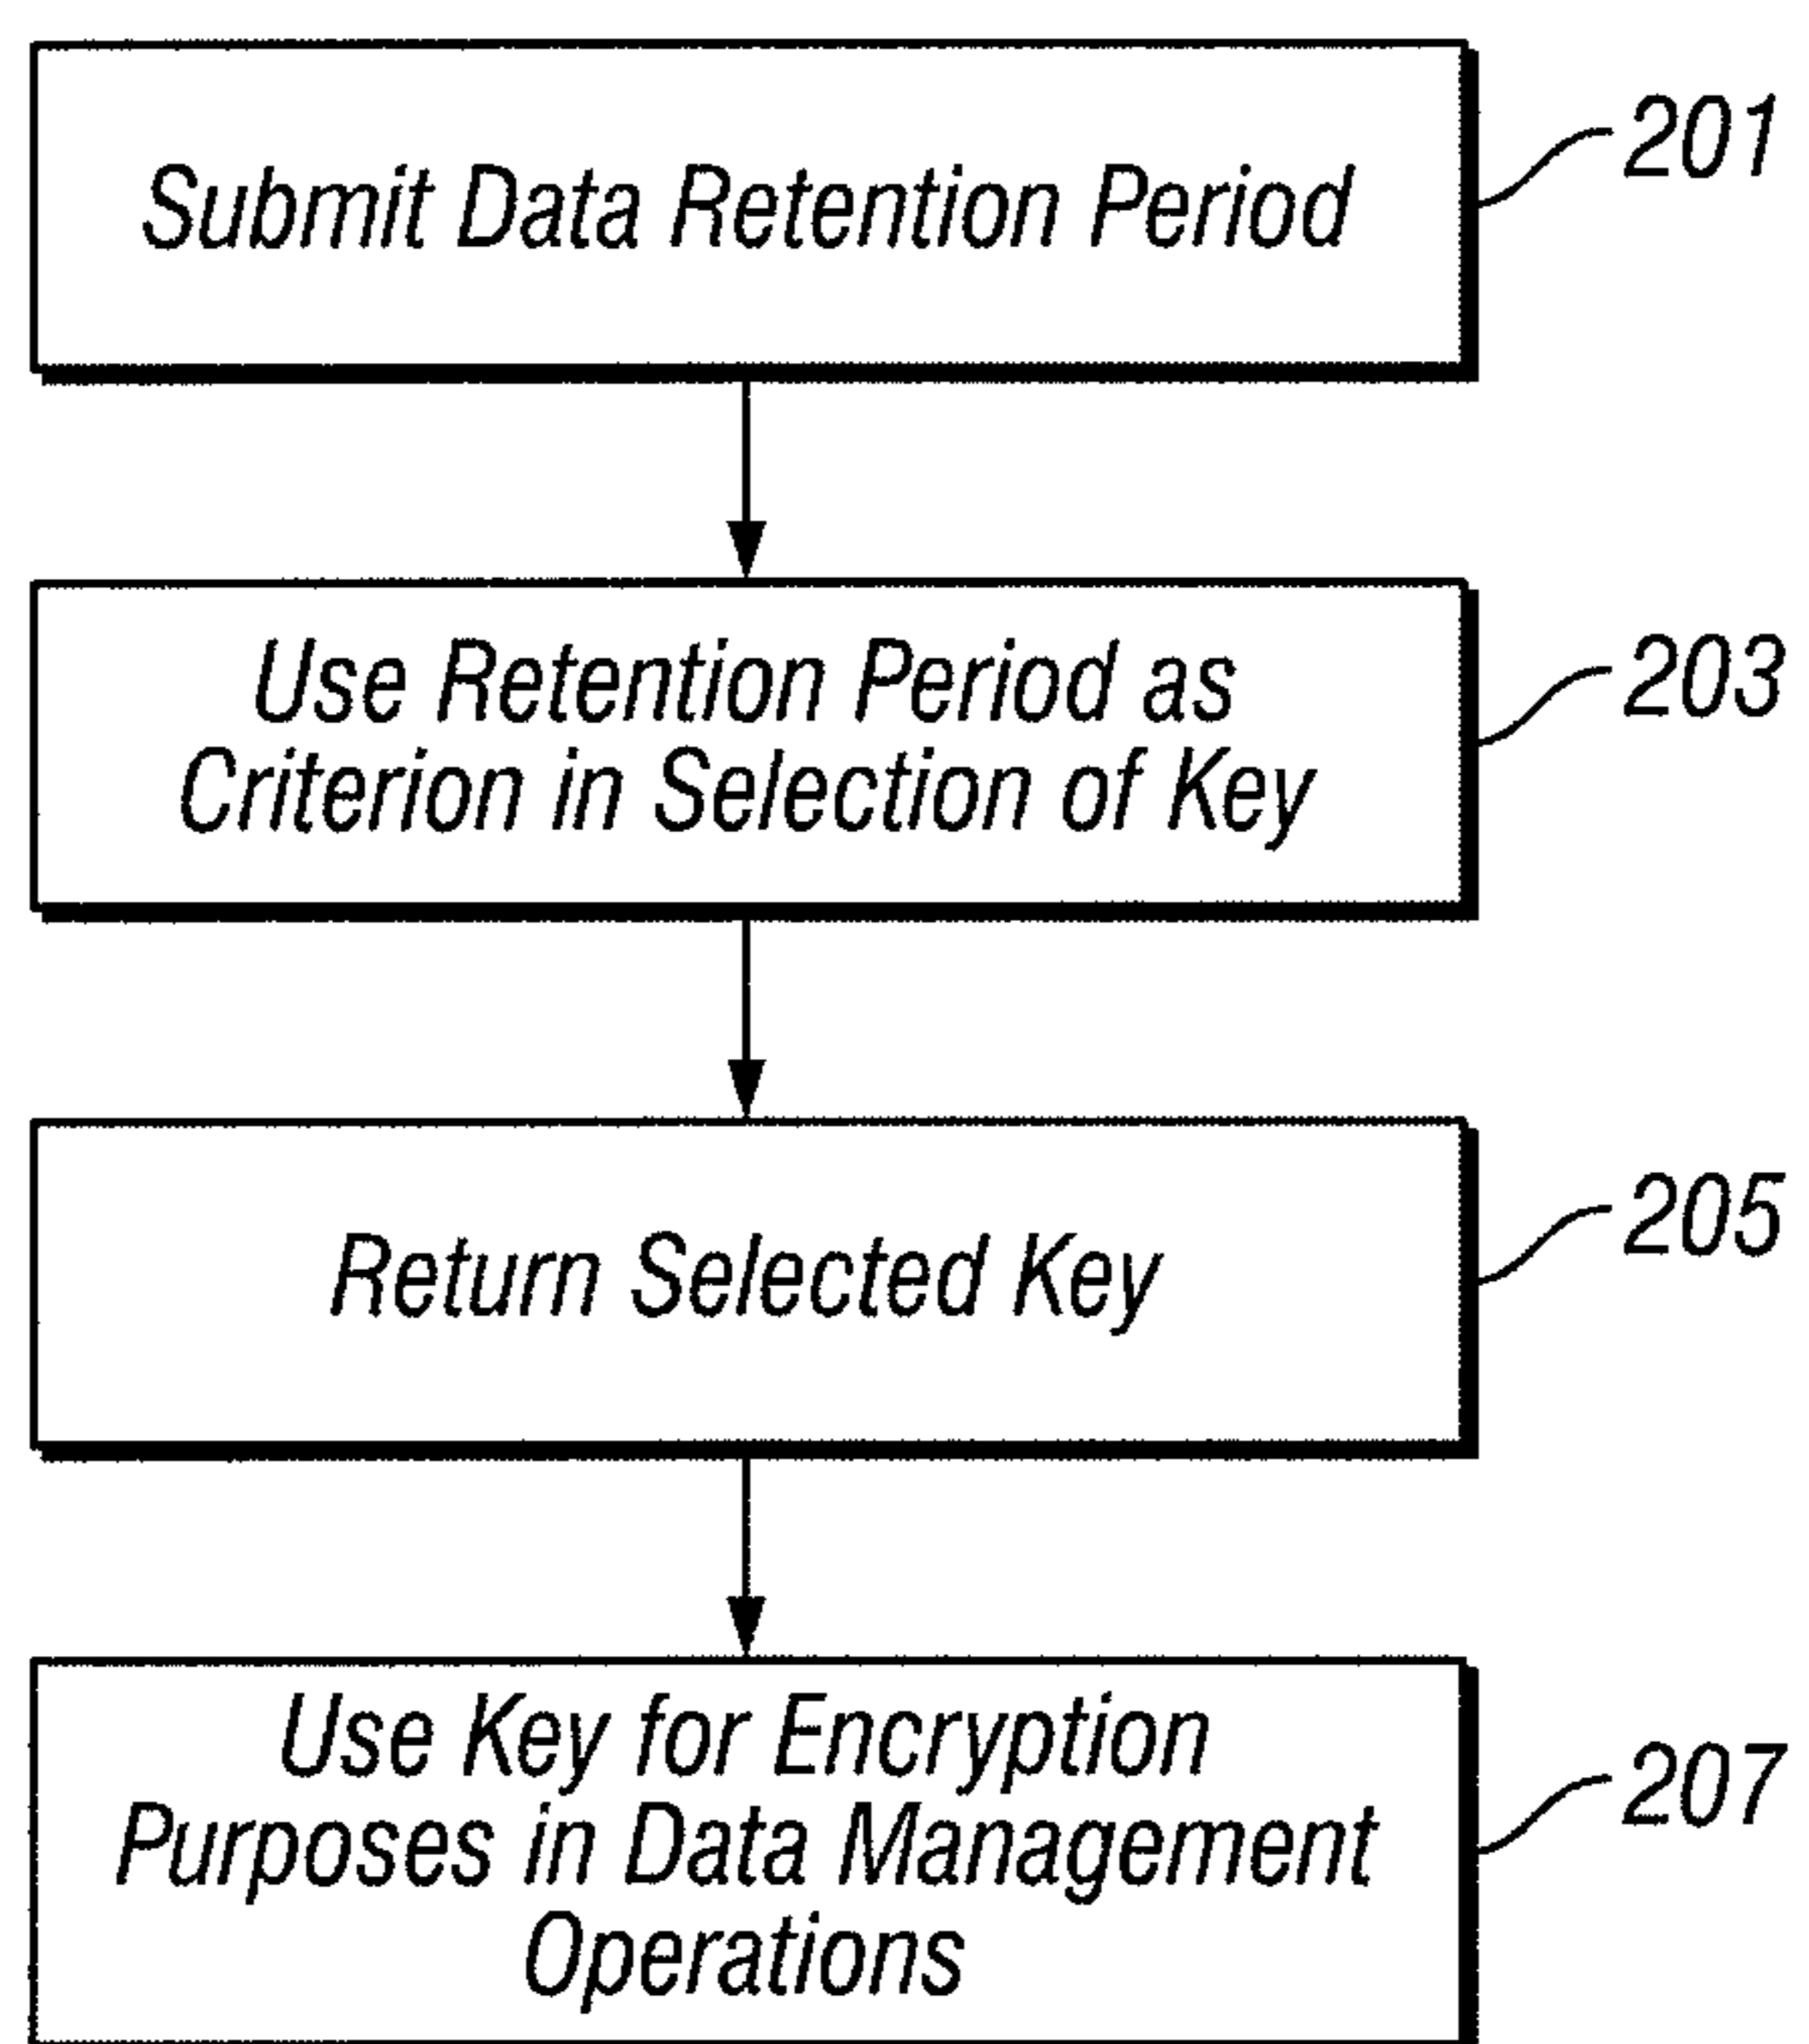 Submit Data Retention Period
201
Use Retention Period as
Criterion in Selection of Key
203
Return Selected Key
205
Use Key for Encryption
Purposes in Data Management
Operations
207